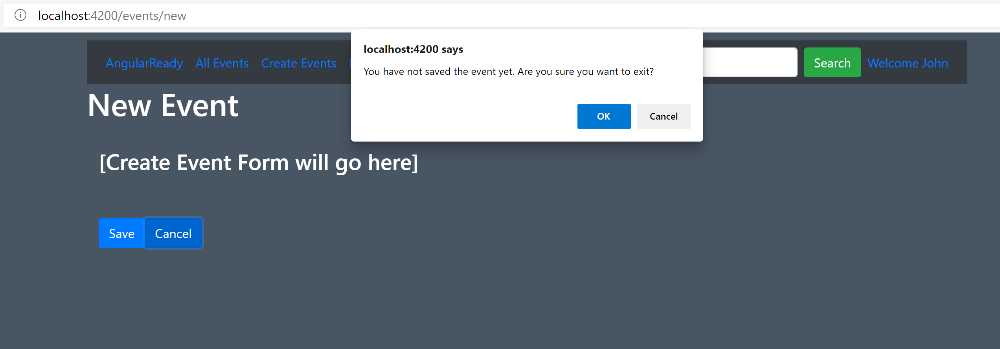 localhost:4200/events/new
localhost:4200 says
You have not saved the event yet. Are you sure you want to exit?
OK Cancel
AngularReady All Events Create Events Search Welcome John
New Event
[Create Event Form will go here]
Save Cancel